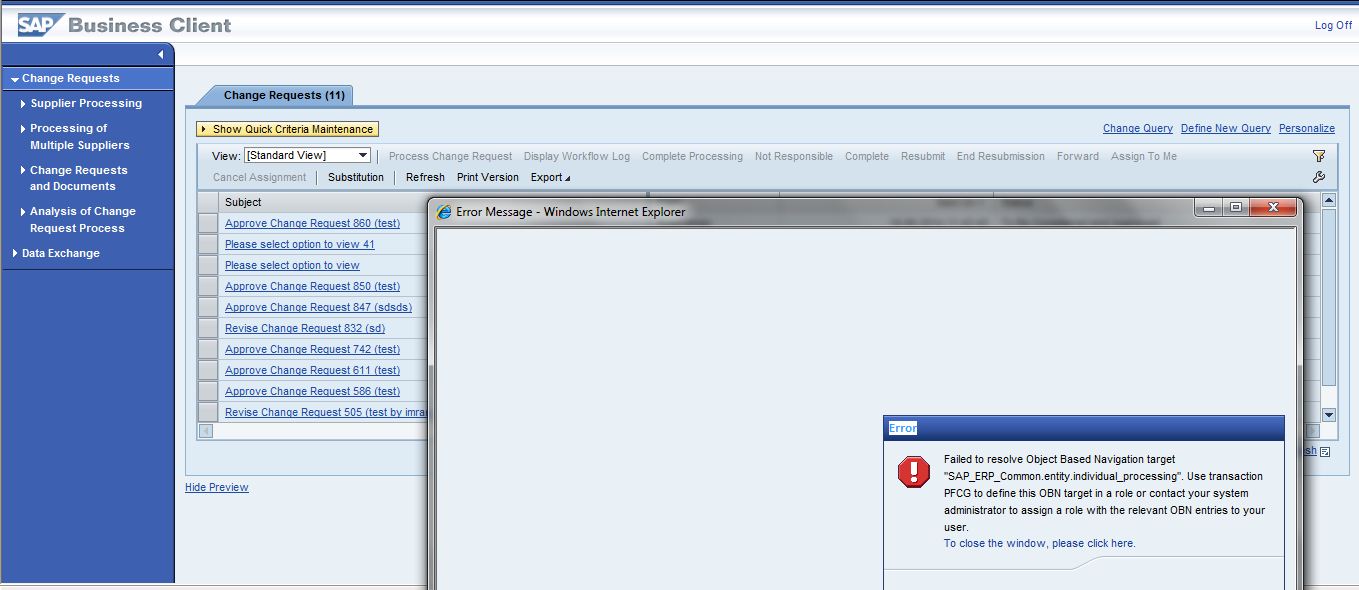 SAP Business Client
Log Off
Change Requests
Supplier Processing
Processing of
Multiple Suppliers
Change Requests
and Documents
Analysis of Change
Request Process
Data Exchange
Change Requests (11)
Show Quick Criteria Maintenance
Change Query Define New Query Personalize
View: [Standard View] Process Change Request Display Workflow Log Complete Processing Not Responsible Complete Resubmit End Resubmission Forward Assign To Me
Cancel Assignment Substitution Refresh Print Version Export
Subject
Approve Change Request 860 (test)
Please select option to view 41
Please select option to view
Approve Change Request 850 (test)
Approve Change Request 847 (sdsds)
Revise Change Request 832 (sd)
Approve Change Request 742 (test)
Approve Change Request 611 (test)
Approve Change Request 586 (test)
Revise Change Request 505 (test by imra
sh
Hide Preview
Error Message - Windows Internet Explorer
Error
Failed to resolve Object Based Navigation target
"SAP_ERP_Common.entity.individual_processing". Use transaction
PFCG to define this OBN target in a role or contact your system
administrator to assign a role with the relevant OBN entries to your
user.
To close the window, please click here.